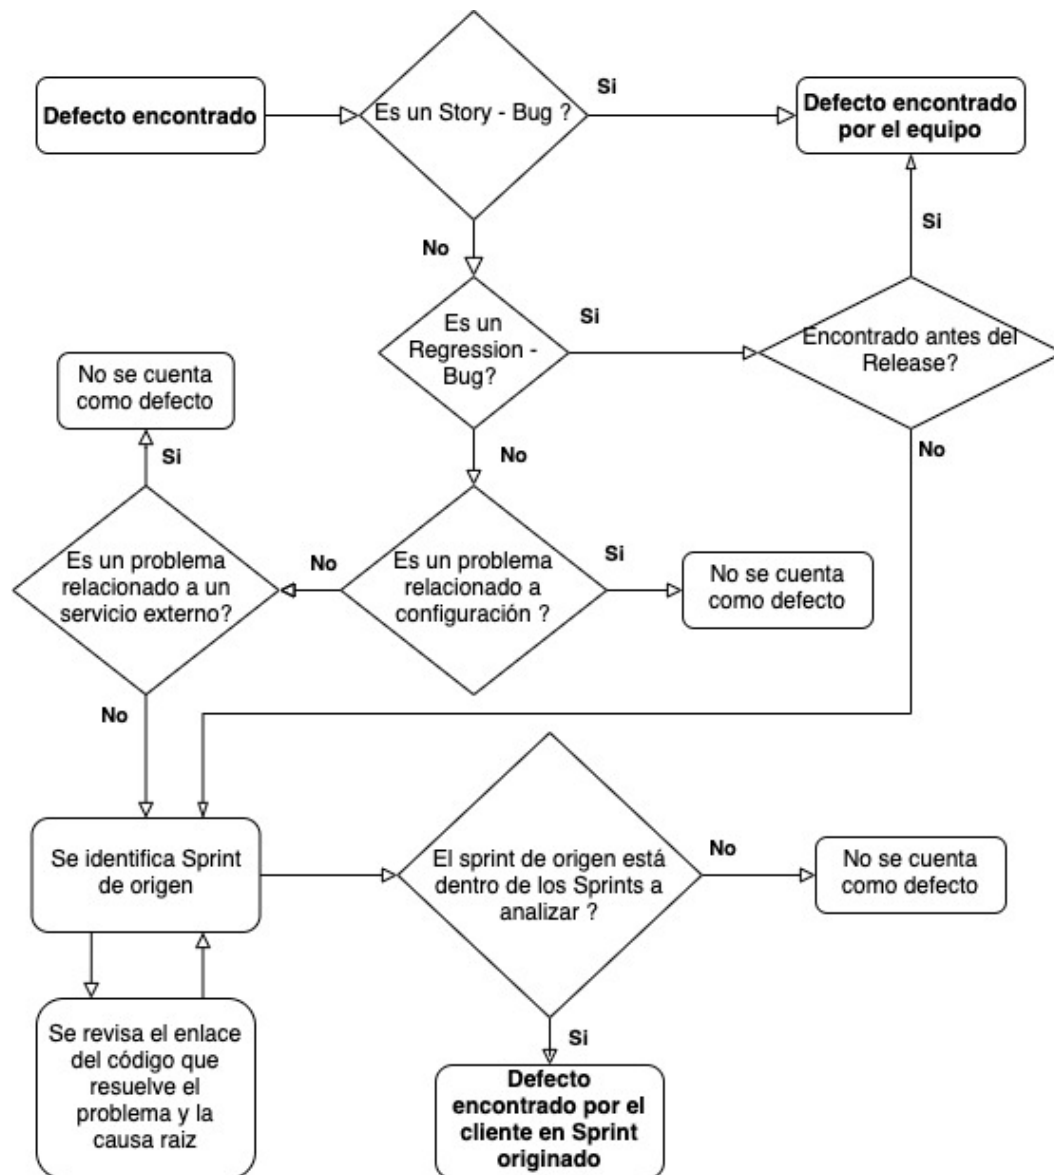 Defecto encontrado
Es un Story - Bug ?
Si
Defecto encontrado
por el equipo
No
Si
Es un
Regression -
Bug?
Si
Encontrado antes del
Release?
No se cuenta
como defecto
Si
No
No
Es un problema
relacionado a un
servicio externo?
No
Es un problema
relacionado a
configuración ?
Si
No se cuenta
como defecto
No
Se identifica Sprint
de origen
El sprint de origen está
dentro de los Sprints a
analizar ?
No
No se cuenta
como defecto
Se revisa el enlace
del código que
resuelve el
problema y la
causa raiz
Si
Defecto
encontrado por el
cliente en Sprint
originado